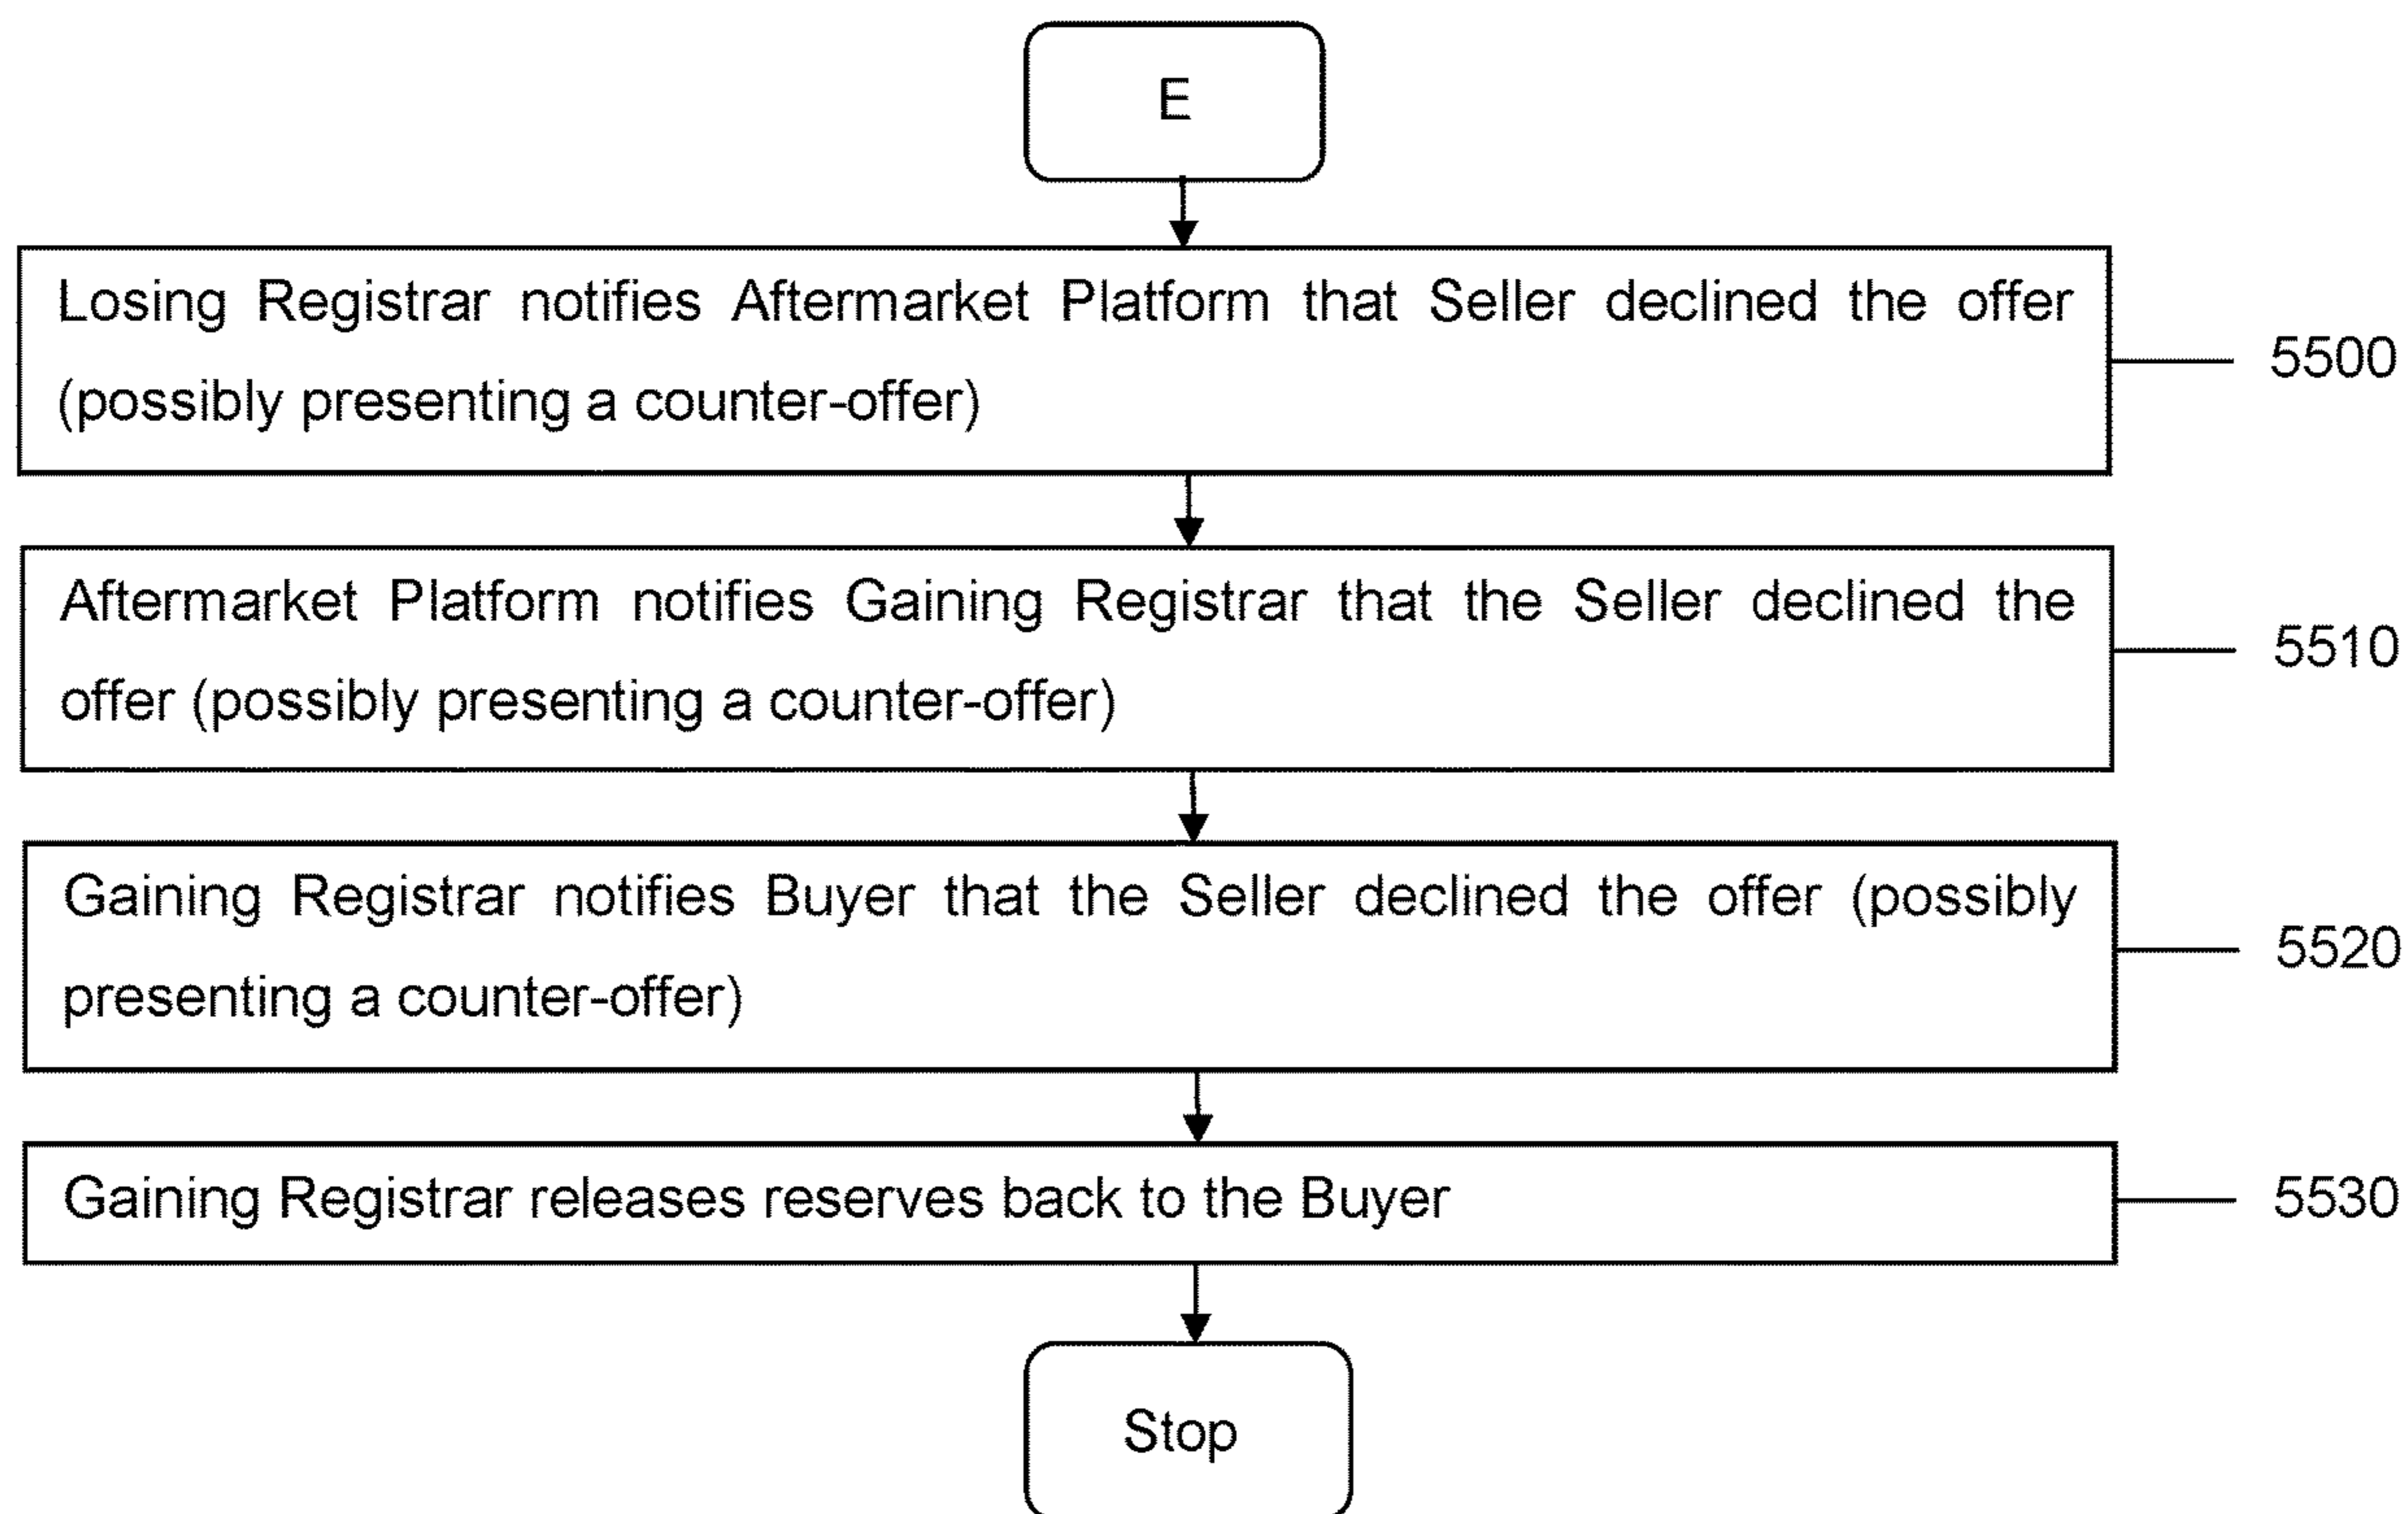 E
Losing Registrar notifies Aftermarket Platform that Seller declined the offer
(possibly presenting a counter-offer)
5500
Aftermarket Platform notifies Gaining Registrar that the Seller declined the
offer (possibly presenting a counter-offer)
5510
Gaining Registrar notifies Buyer that the Seller declined the offer (possibly
presenting a counter-offer)
5520
Gaining Registrar releases reserves back to the Buyer
5530
Stop